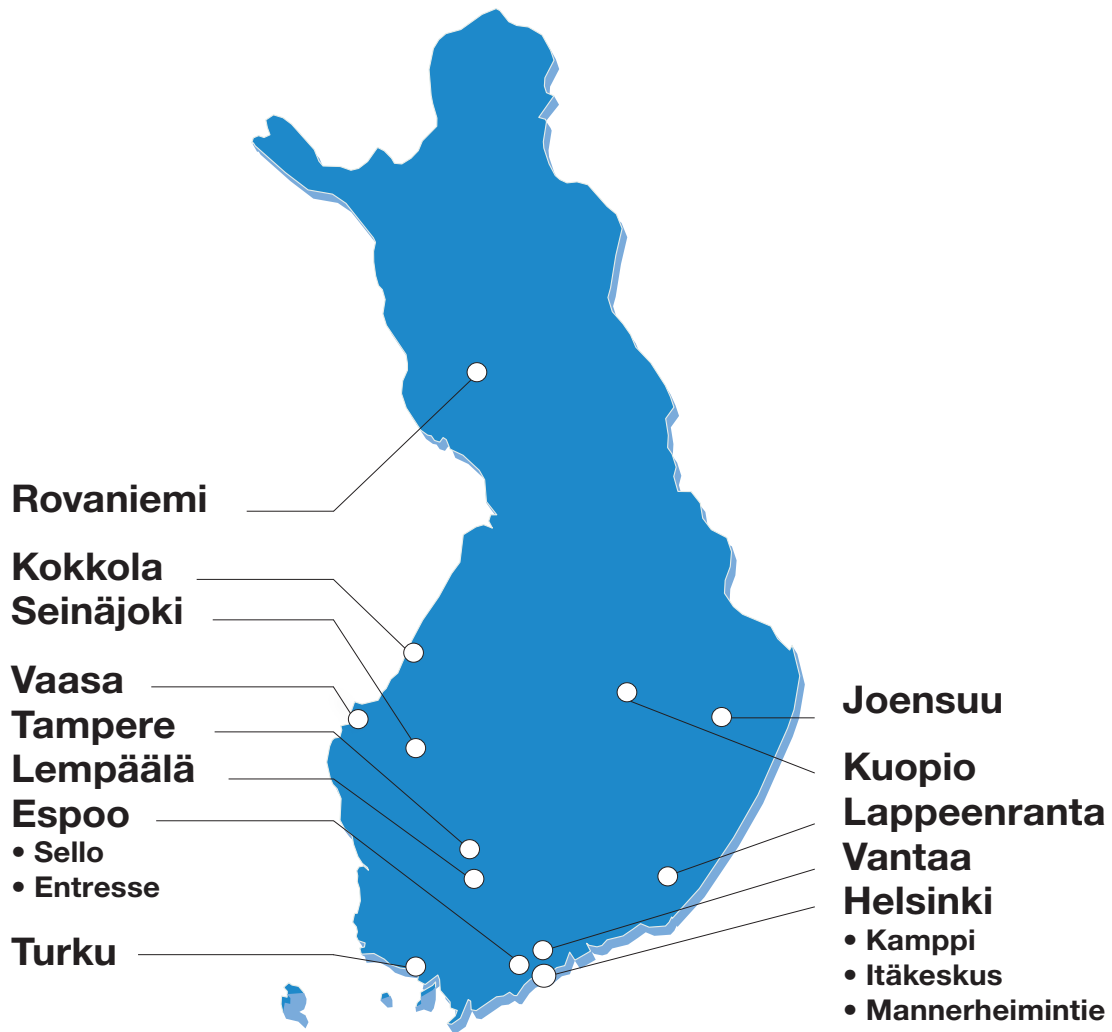 Rovaniemi
Kokkola
Seinäjoki
Vaasa
Tampere
Lempäälä
Espoo
• Sello
• Entresse
Turku
Joensuu
Kuopio
Lappeenranta
Vantaa
Helsinki
• Kamppi
• Itäkeskus
• Mannerheimintie